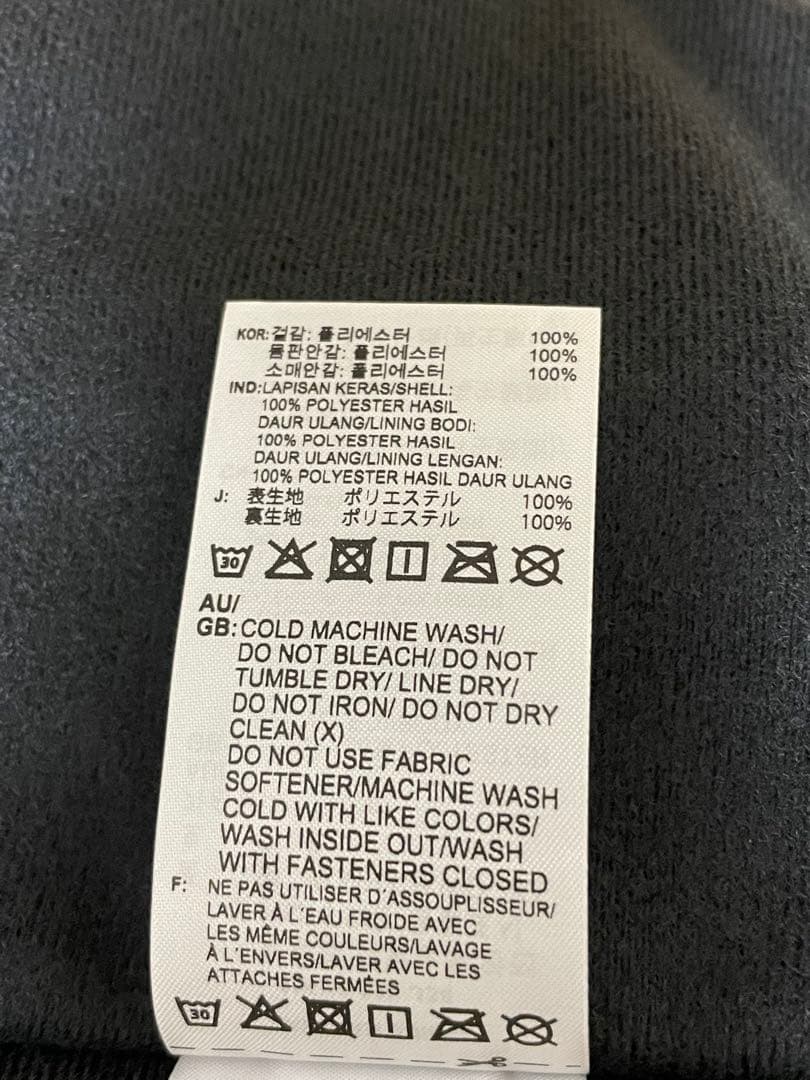 KOR: 겉감: 폴리에스터 100%
몸판안감: 폴리에스터 100%
소매안감: 폴리에스터 100%
IND: LAPISAN KERAS/SHELL:
100% POLYESTER HASIL
DAUR ULANG/LINING BODI:
100% POLYESTER HASIL
DAUR ULANG/LINING LENGAN:
100% POLYESTER HASIL DAUR ULANG
J: 表生地 ポリエステル 100%
裏生地 ポリエステル 100%
30
AU/
GB: COLD MACHINE WASH/
DO NOT BLEACH/ DO NOT
TUMBLE DRY/ LINE DRY/
DO NOT IRON/ DO NOT DRY
CLEAN (X)
DO NOT USE FABRIC
SOFTENER/MACHINE WASH
COLD WITH LIKE COLORS/
WASH INSIDE OUT/WASH
WITH FASTENERS CLOSED
F: NE PAS UTILISER D'ASSOUPLISSEUR/
LAVER À L'EAU FROIDE AVEC
LES MÊME COULEURS/LAVAGE
À L'ENVERS/LAVER AVEC LES
ATTACHES FERMÉES
30